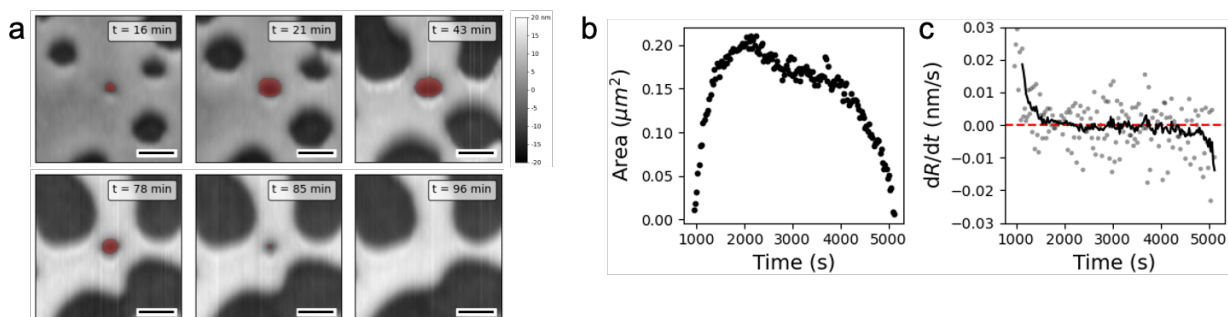 a
t = 16 min
t = 21 min
t = 43 min
20 nm
15
10
5
0
-5
-10
-15
-20
t = 78 min
t = 85 min
t = 96 min
b
Area (μm²)
0.20
0.15
0.10
0.05
0.00
1000 2000 3000 4000 5000
Time (s)
c
dR/dt (nm/s)
0.03
0.02
0.01
0.00
−0.01
−0.02
−0.03
1000 2000 3000 4000 5000
Time (s)